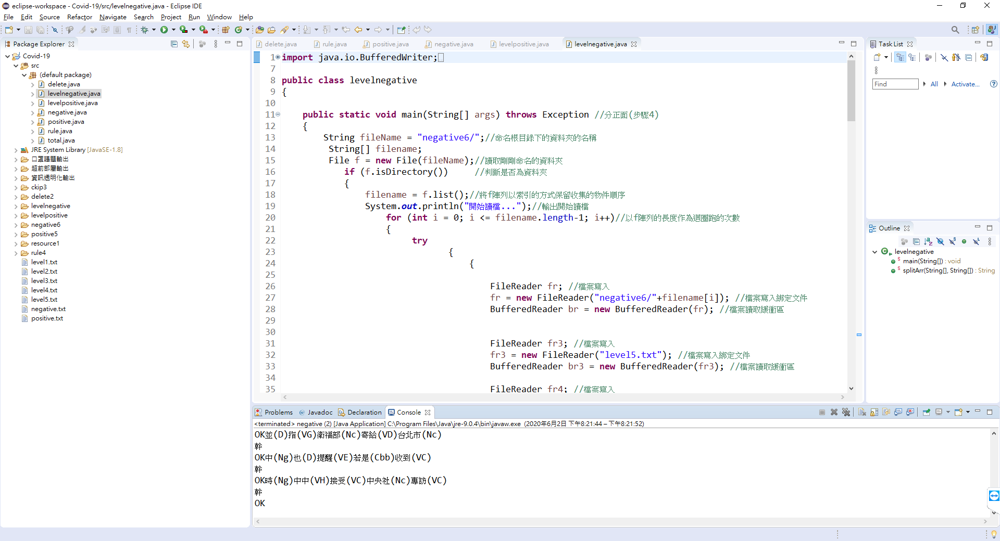 eclipse-workspace - Covid-19/src/levelnegative.java - Eclipse IDE
File Edit Source Refactor Navigate Search Project Run Window Help
Package Explorer
Covid-19
src
(default package)
delete.java
levelnegative.java
levelpositive.java
negative.java
positive.java
rule.java
total.java
JRE System Library [JavaSE-1.8]
口罩議題輸出
超前部屬輸出
資訊透明化輸出
ckip3
delete2
levelnegative
levelpositive
negative6
positive5
resource1
rule4
level1.txt
level2.txt
level3.txt
level4.txt
level5.txt
negative.txt
positive.txt
delete.java rule.java positive.java negative.java levelpositive.java levelnegative.java
1 import java.io.BufferedWriter;
7
8 public class levelnegative
9 {
10
11 public static void main(String[] args) throws Exception //分正面(步驟4)
12 {
13 String fileName = "negative6/";//命名根目錄下的資料夾的名稱
14 String[] filename;
15 File f = new File(fileName);//讀取剛剛命名的資料夾
16 if (f.isDirectory()) //判斷是否為資料夾
17 {
18 filename = f.list();//將f陣列以索引的方式保留收集的物件順序
19 System.out.println("開始讀檔...");//輸出開始讀檔
20 for (int i = 0; i <= filename.length-1; i++)//以f陣列的長度作為迴圈跑的次數
21 {
22 try
23 {
24 {
25
26 FileReader fr; //檔案寫入
27 fr = new FileReader("negative6/"+filename[i]); //檔案寫入綁定文件
28 BufferedReader br = new BufferedReader(fr); //檔案讀取緩衝區
29
30
31 FileReader fr3; //檔案寫入
32 fr3 = new FileReader("level5.txt"); //檔案寫入綁定文件
33 BufferedReader br3 = new BufferedReader(fr3); //檔案讀取緩衝區
34
35 FileReader fr4; //檔案寫入
Task List
Find All Activate...
Outline
levelnegative
main(String[]) : void
splitArr(String[], String[]) : String
Problems @ Javadoc Declaration Console
<terminated> negative (2) [Java Application] C:\Program Files\Java\jre-9.0.4\bin\javaw.exe (2020年6月2日 下午8:21:44 – 下午8:21:52)
OK並(D)指(VG)衛福部(Nc)寄給(VD)台北市(Nc)
幹
OK中(Ng)也(D)提醒(VE)若是(Cbb)收到(VC)
幹
OK時(Ng)中中(VH)接受(VC)中央社(Nc)專訪(VC)
幹
OK